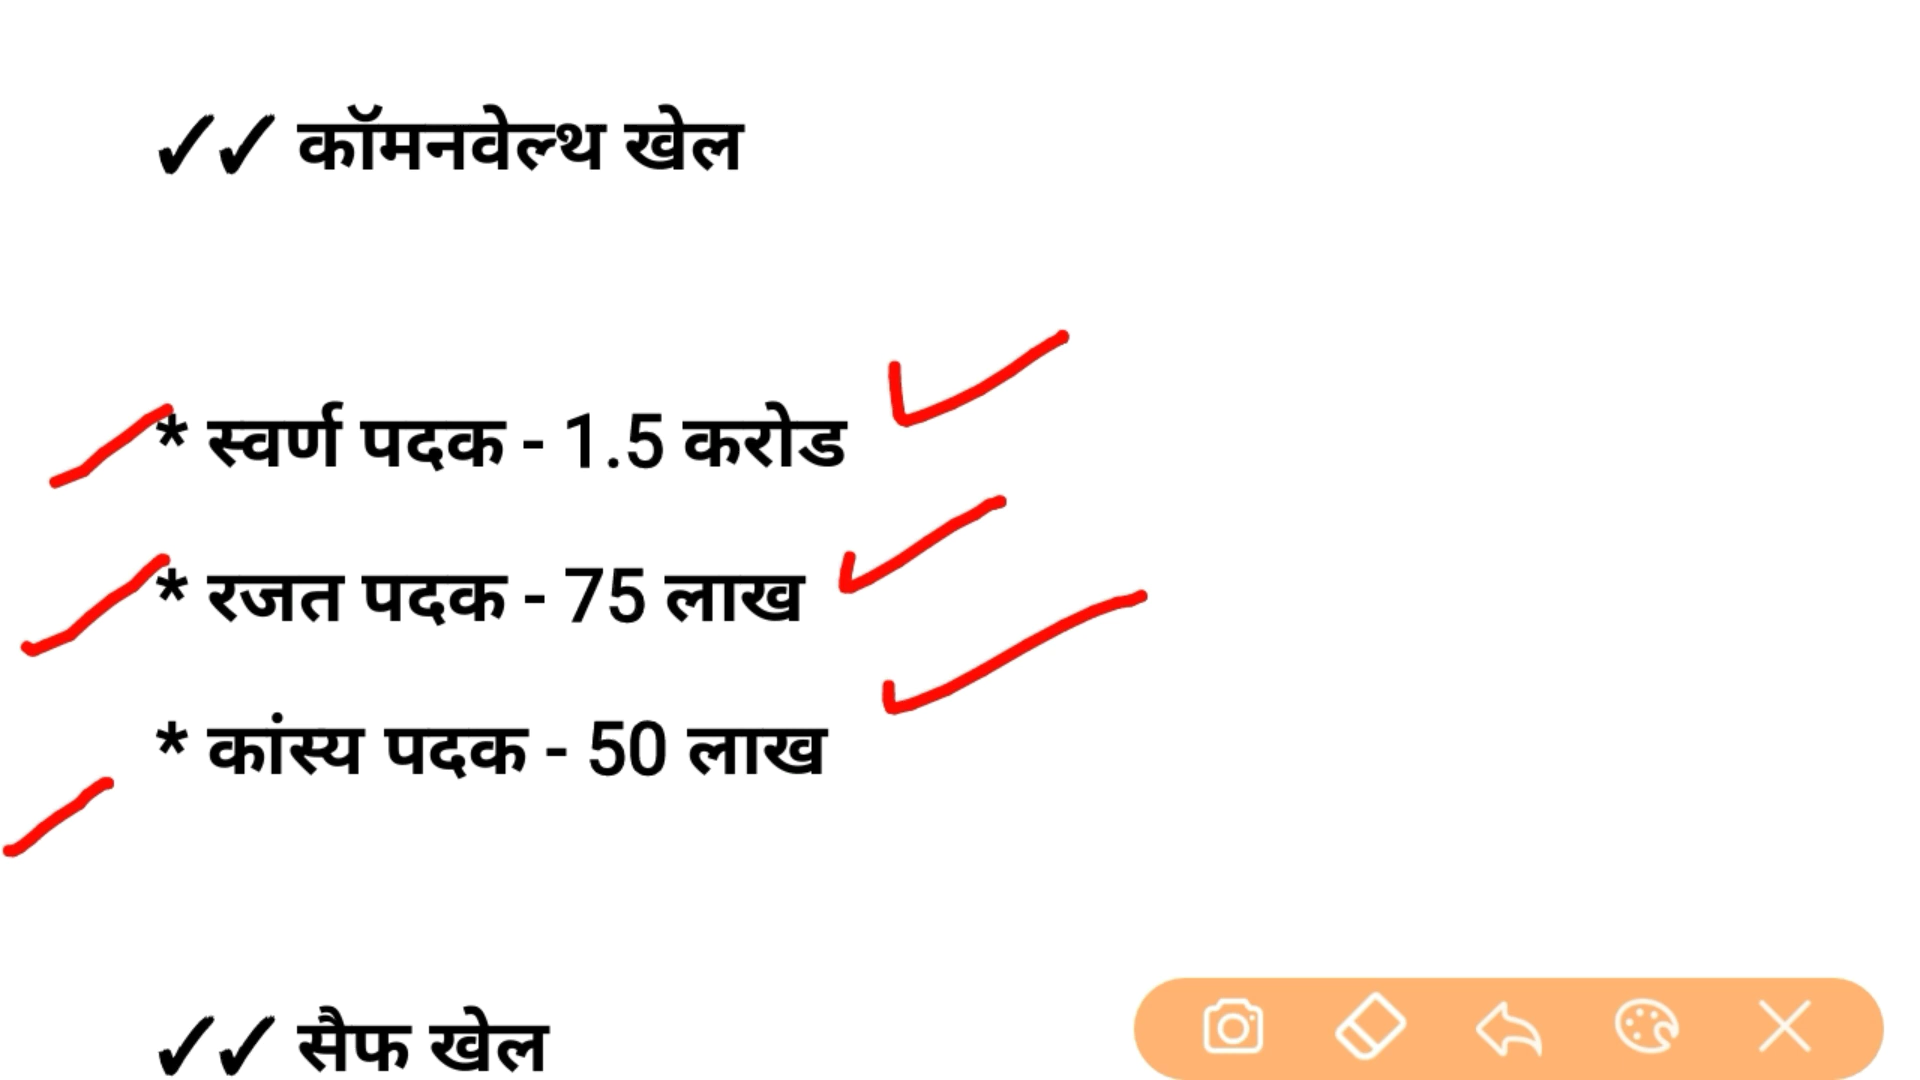 ✓✓ कॉमनवेल्थ खेल
* स्वर्ण पदक - 1.5 करोड
* रजत पदक - 75 लाख
* कांस्य पदक - 50 लाख
✓✓ सैफ खेल